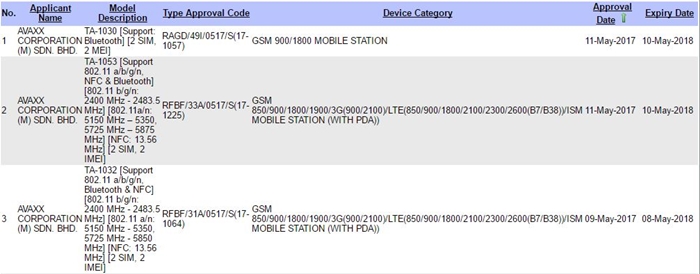 No. Applicant Name Model Description Type Approval Code Device Category Approval Date Expiry Date
1 AVAXX CORPORATION (M) SDN. BHD. TA-1030 [Support: Bluetooth] [2 SIM, 2 MEI] RAGD/49I/0517/S(17-1057) GSM 900/1800 MOBILE STATION 11-May-2017 10-May-2018
2 AVAXX CORPORATION (M) SDN. BHD. TA-1053 [Support 802.11 a/b/g/n, NFC & Bluetooth] [802.11 b/g/n: 2400 MHz - 2483.5 MHz] [802.11a/n: 5150 MHz – 5350, 5725 MHz – 5875 MHz] [NFC: 13.56 MHz] [2 SIM, 2 IMEI] RFBF/33A/0517/S(17-1225) GSM 850/900/1800/1900/3G(900/2100)/LTE(850/900/1800/2100/2300/2600(B7/B38))/ISM MOBILE STATION (WITH PDA)) 11-May-2017 10-May-2018
3 AVAXX CORPORATION (M) SDN. BHD. TA-1032 [Support 802.11 a/b/g/n, Bluetooth & NFC] [802.11 b/g/n: 2400 MHz - 2483.5 MHz] [802.11 a/n: 5150 MHz - 5350, 5725 MHz - 5850 MHz] [NFC: 13.56 MHz] [2 SIM, 2 IMEI] RFBF/31A/0517/S(17-1064) GSM 850/900/1800/1900/3G(900/2100)/LTE(850/900/1800/2100/2300/2600(B7/B38))/ISM MOBILE STATION (WITH PDA)) 09-May-2017 08-May-2018